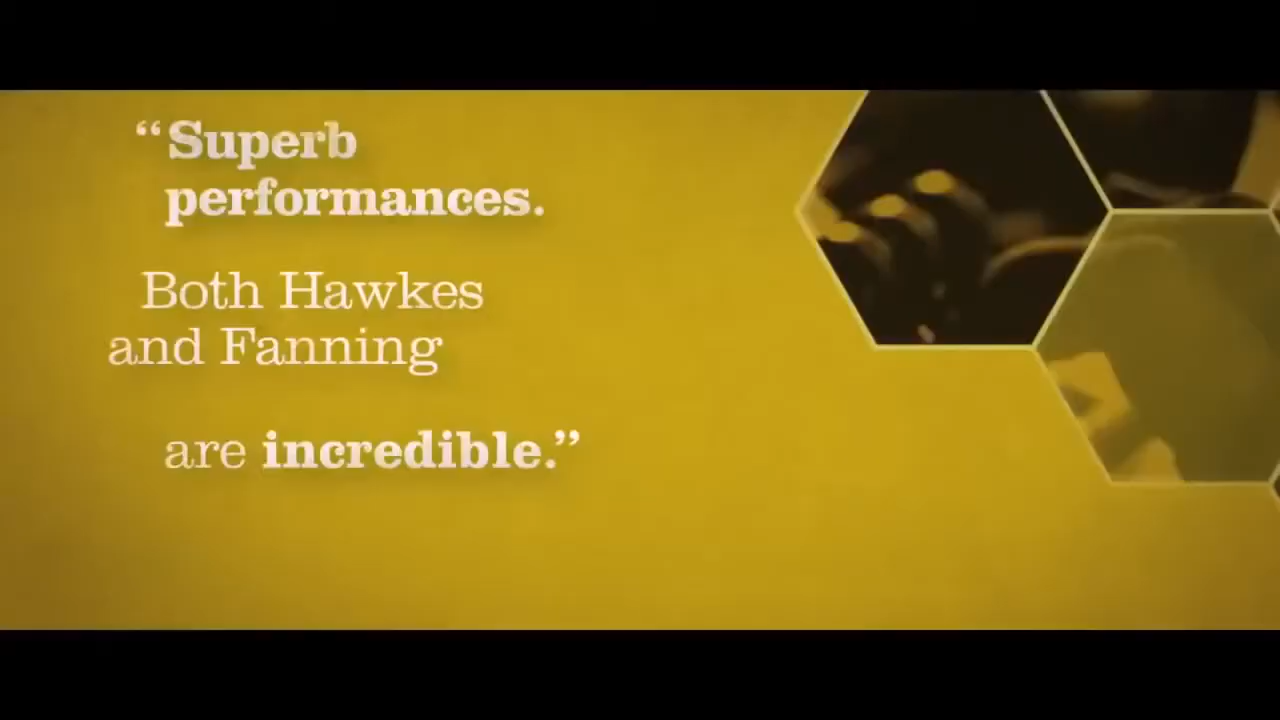 “Superb
performances.
Both Hawkes
and Fanning
are incredible.”